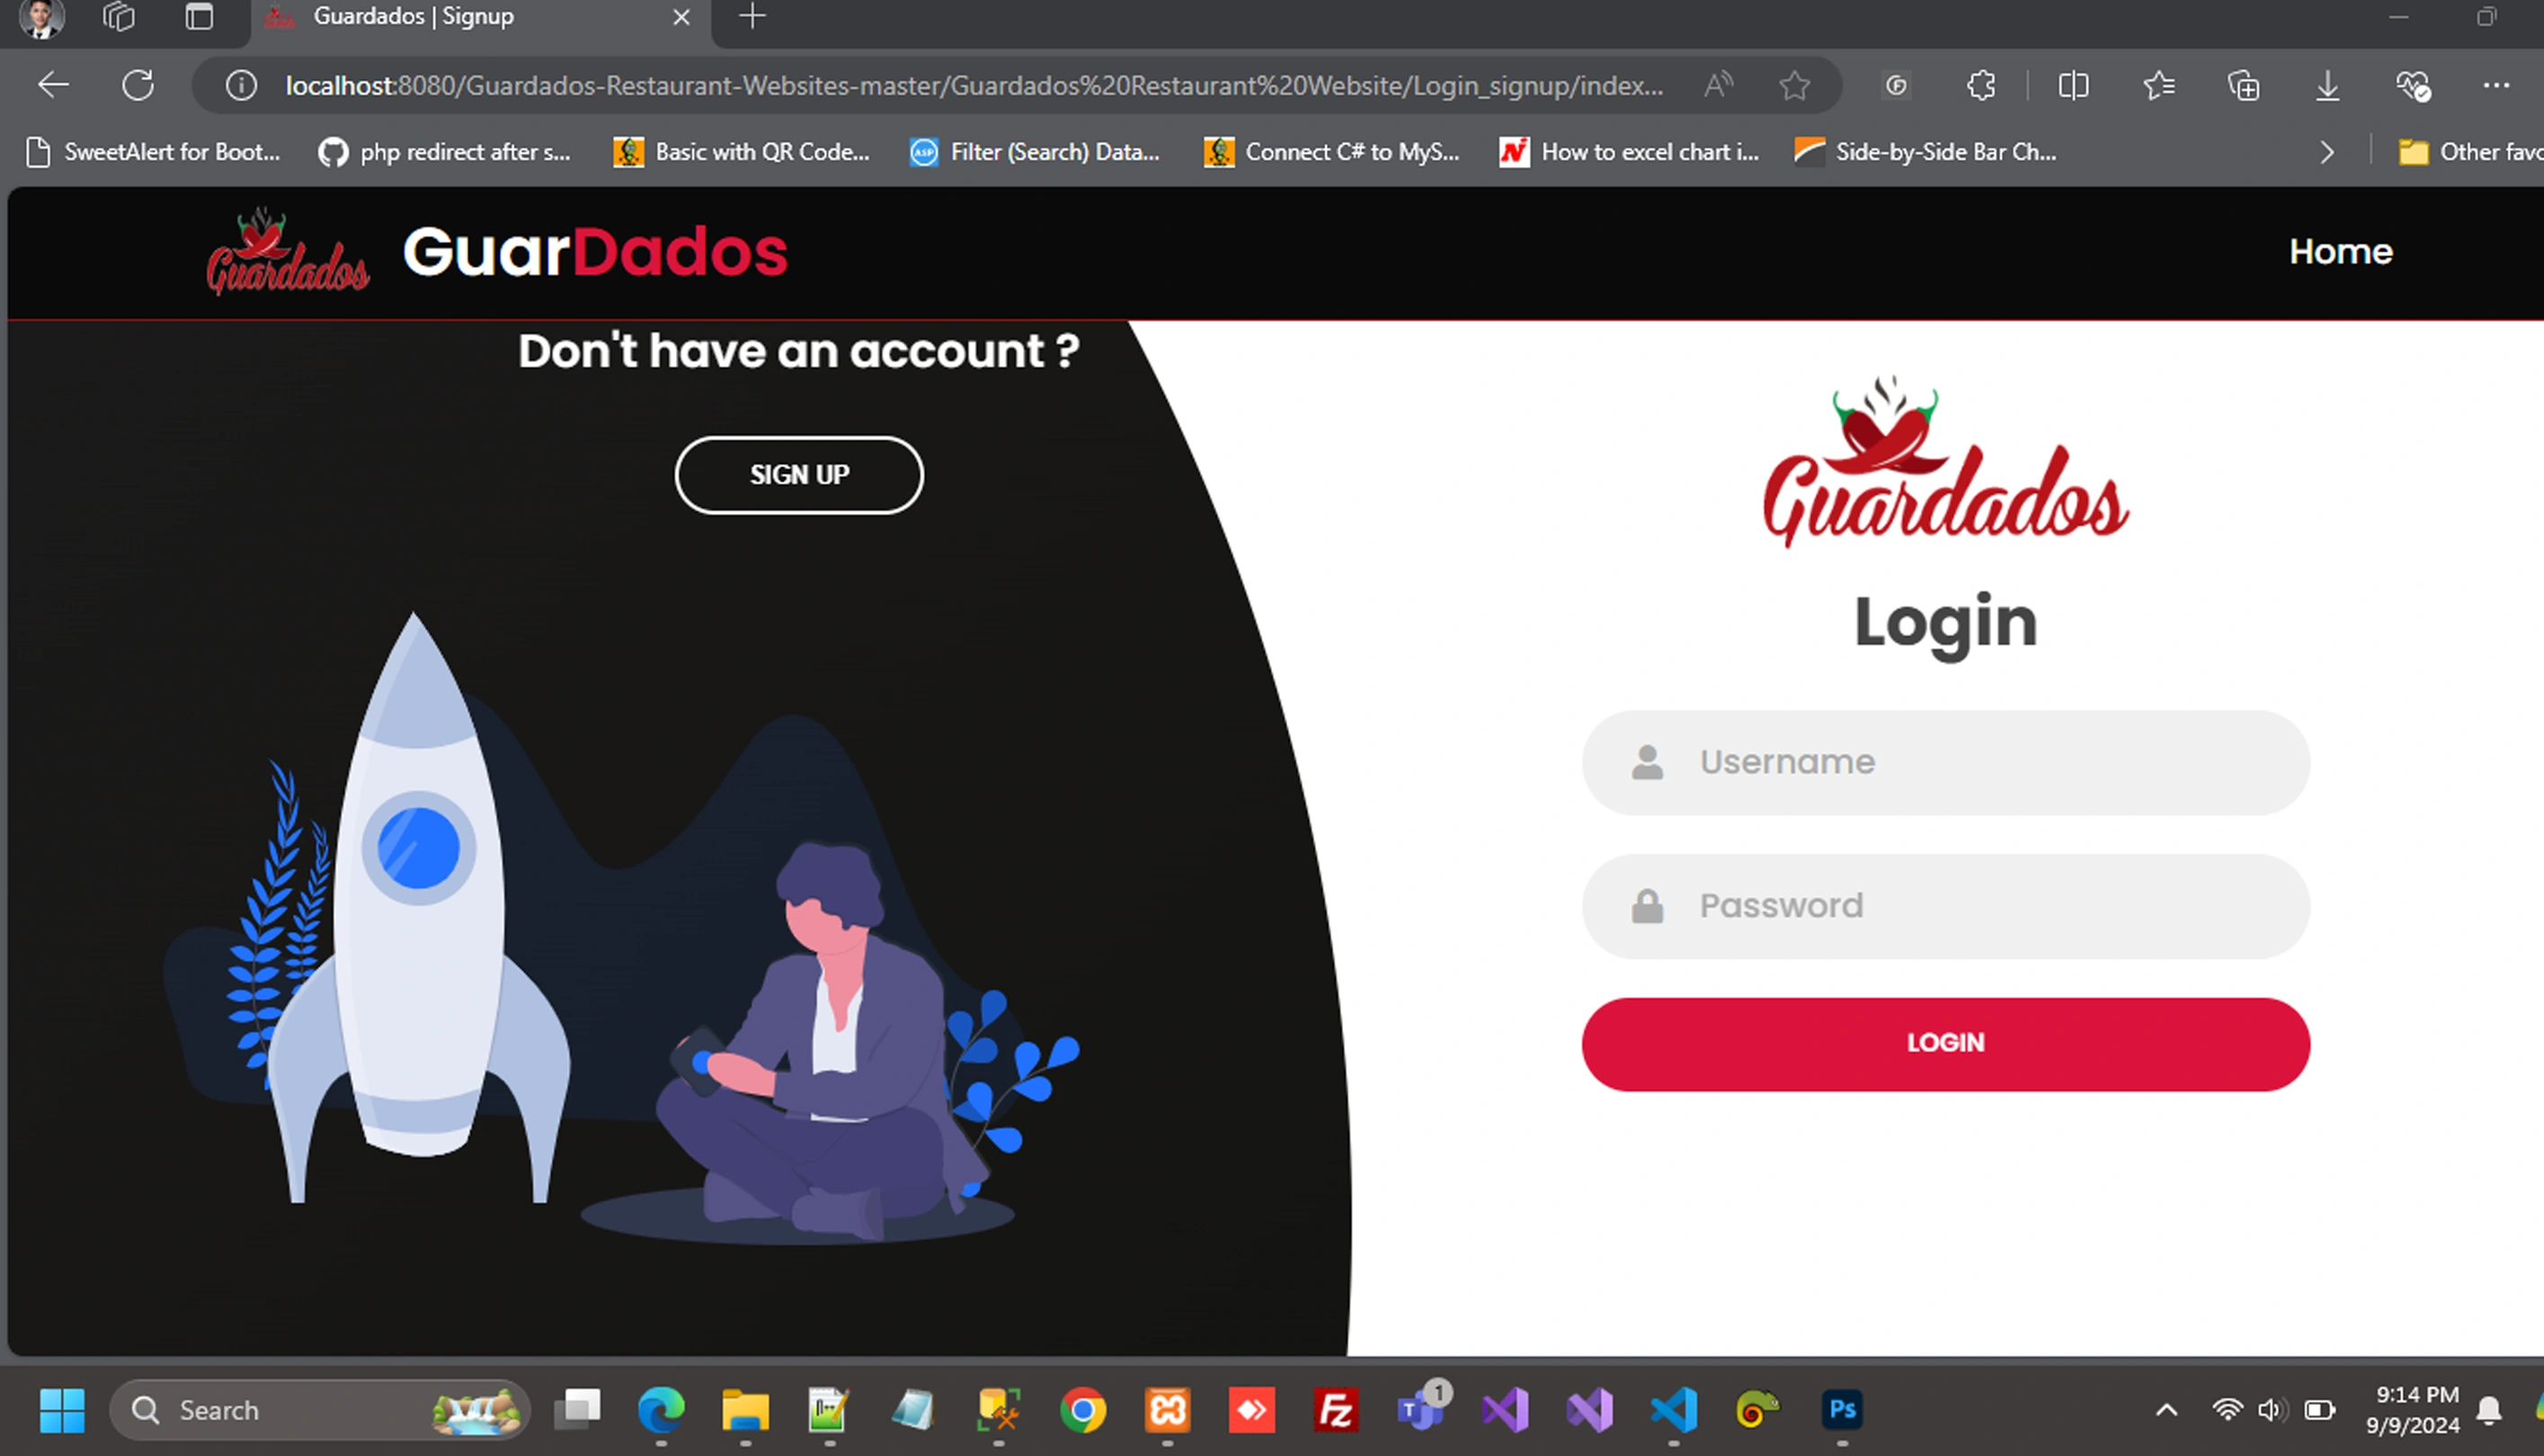 Guardados | Signup
localhost:8080/Guardados-Restaurant-Websites-master/Guardados%20Restaurant%20Website/Login_signup/index...
SweetAlert for Boot...
php redirect after s...
Basic with QR Code...
Filter (Search) Data...
Connect C# to MyS...
How to excel chart i...
Side-by-Side Bar Ch...
Other favo
Guardados
GuarDados
Home
Don't have an account ?
SIGN UP
Guardados
Login
Username
Password
LOGIN
Search
1
Ps
9:14 PM
9/9/2024